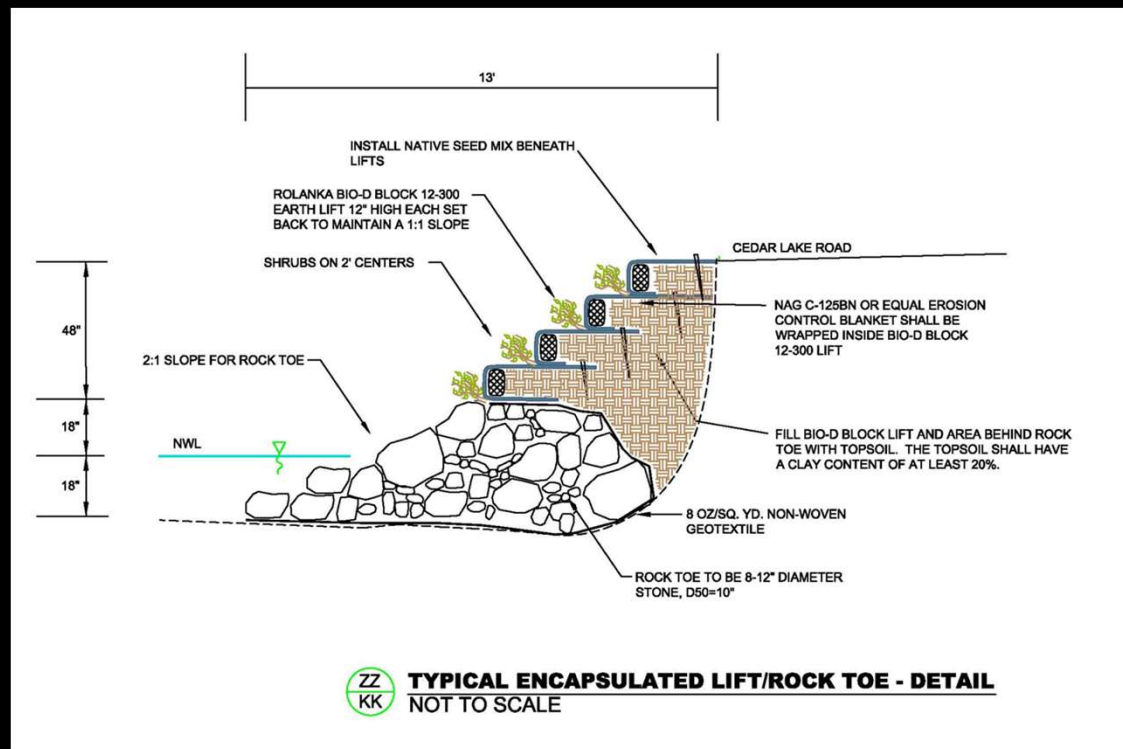 13'
INSTALL NATIVE SEED MIX BENEATH
LIFTS
ROLANKA BIO-D BLOCK 12-300
EARTH LIFT 12" HIGH EACH SET
BACK TO MAINTAIN A 1:1 SLOPE
CEDAR LAKE ROAD
SHRUBS ON 2' CENTERS
NAG C-125BN OR EQUAL EROSION
CONTROL BLANKET SHALL BE
WRAPPED INSIDE BIO-D BLOCK
12-300 LIFT
48"
2:1 SLOPE FOR ROCK TOE
18"
NWL
FILL BIO-D BLOCK LIFT AND AREA BEHIND ROCK
TOE WITH TOPSOIL. THE TOPSOIL SHALL HAVE
A CLAY CONTENT OF AT LEAST 20%.
18"
8 OZ/SQ. YD. NON-WOVEN
GEOTEXTILE
ROCK TOE TO BE 8-12" DIAMETER
STONE, D50=10"
ZZ
KK
TYPICAL ENCAPSULATED LIFT/ROCK TOE - DETAIL
NOT TO SCALE